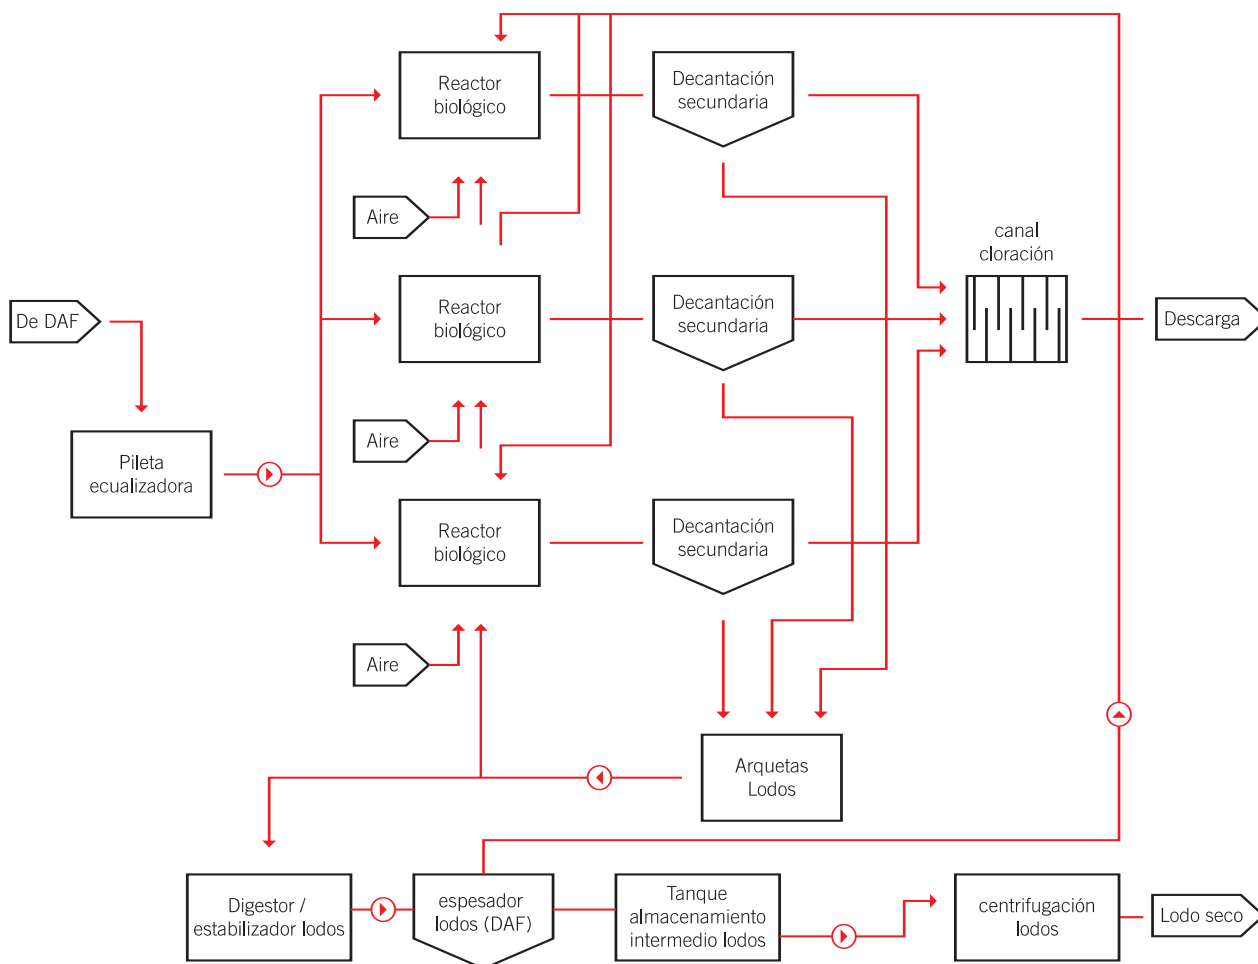 Reactor
biológico
Decantación
secundaria
Aire
canal
cloración
De DAF
Reactor
biológico
Decantación
secundaria
Descarga
Aire
Pileta
ecualizadora
Reactor
biológico
Decantación
secundaria
Aire
Arquetas
Lodos
Digestor /
estabilizador lodos
espesador
lodos (DAF)
Tanque
almacenamiento
intermedio lodos
centrifugación
lodos
Lodo seco